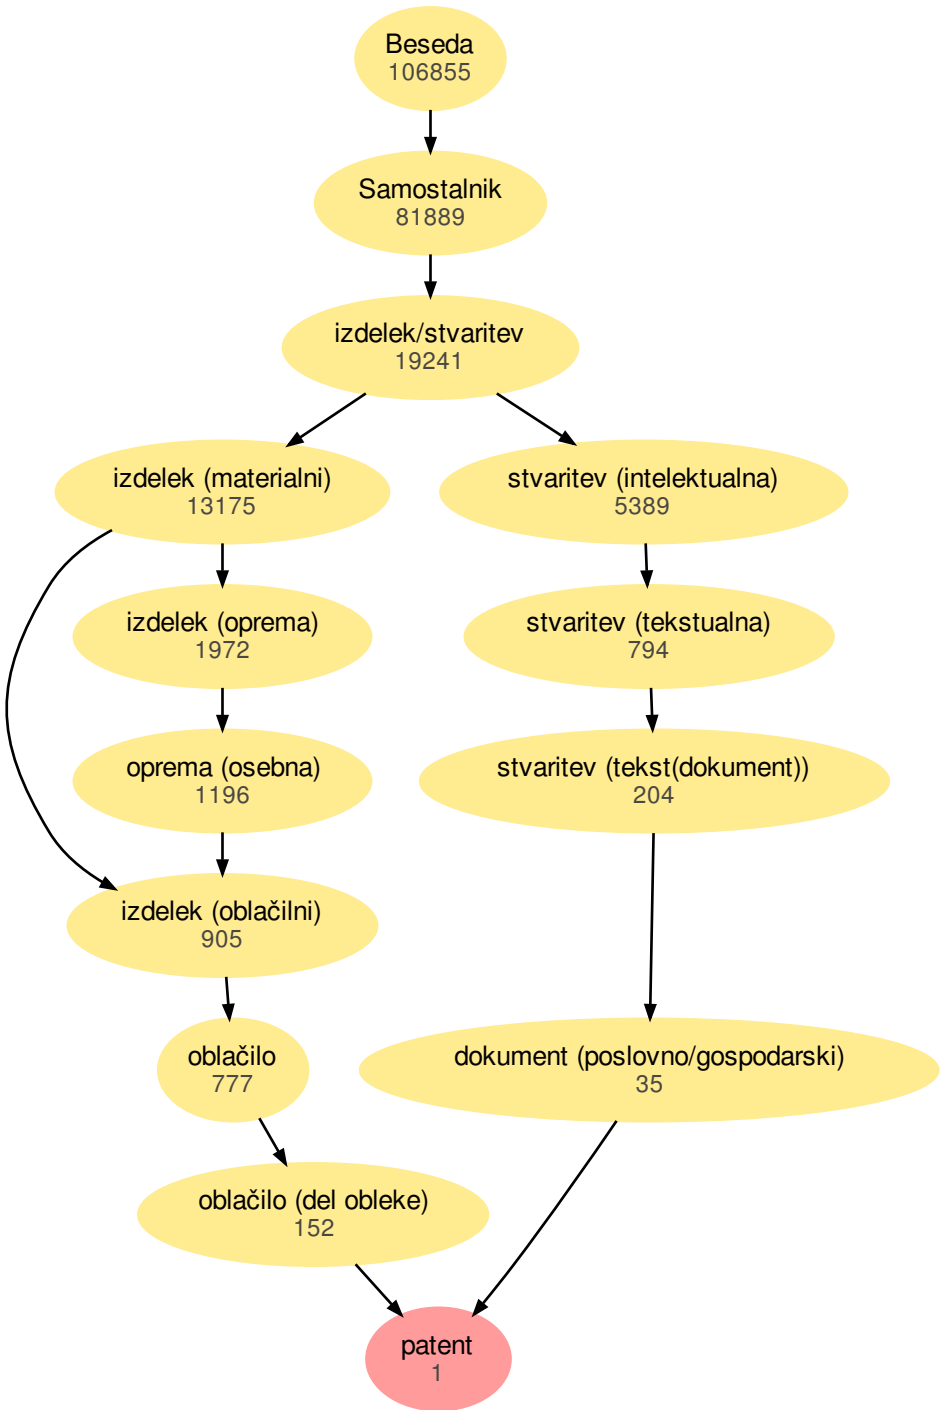 Beseda
106855
Samostalnik
81889
izdelek/stvaritev
19241
izdelek (materialni)
13175
stvaritev (intelektualna)
5389
izdelek (oprema)
1972
stvaritev (tekstualna)
794
oprema (osebna)
1196
stvaritev (tekst(dokument))
204
izdelek (oblačilni)
905
oblačilo
777
dokument (poslovno/gospodarski)
35
oblačilo (del obleke)
152
patent
1